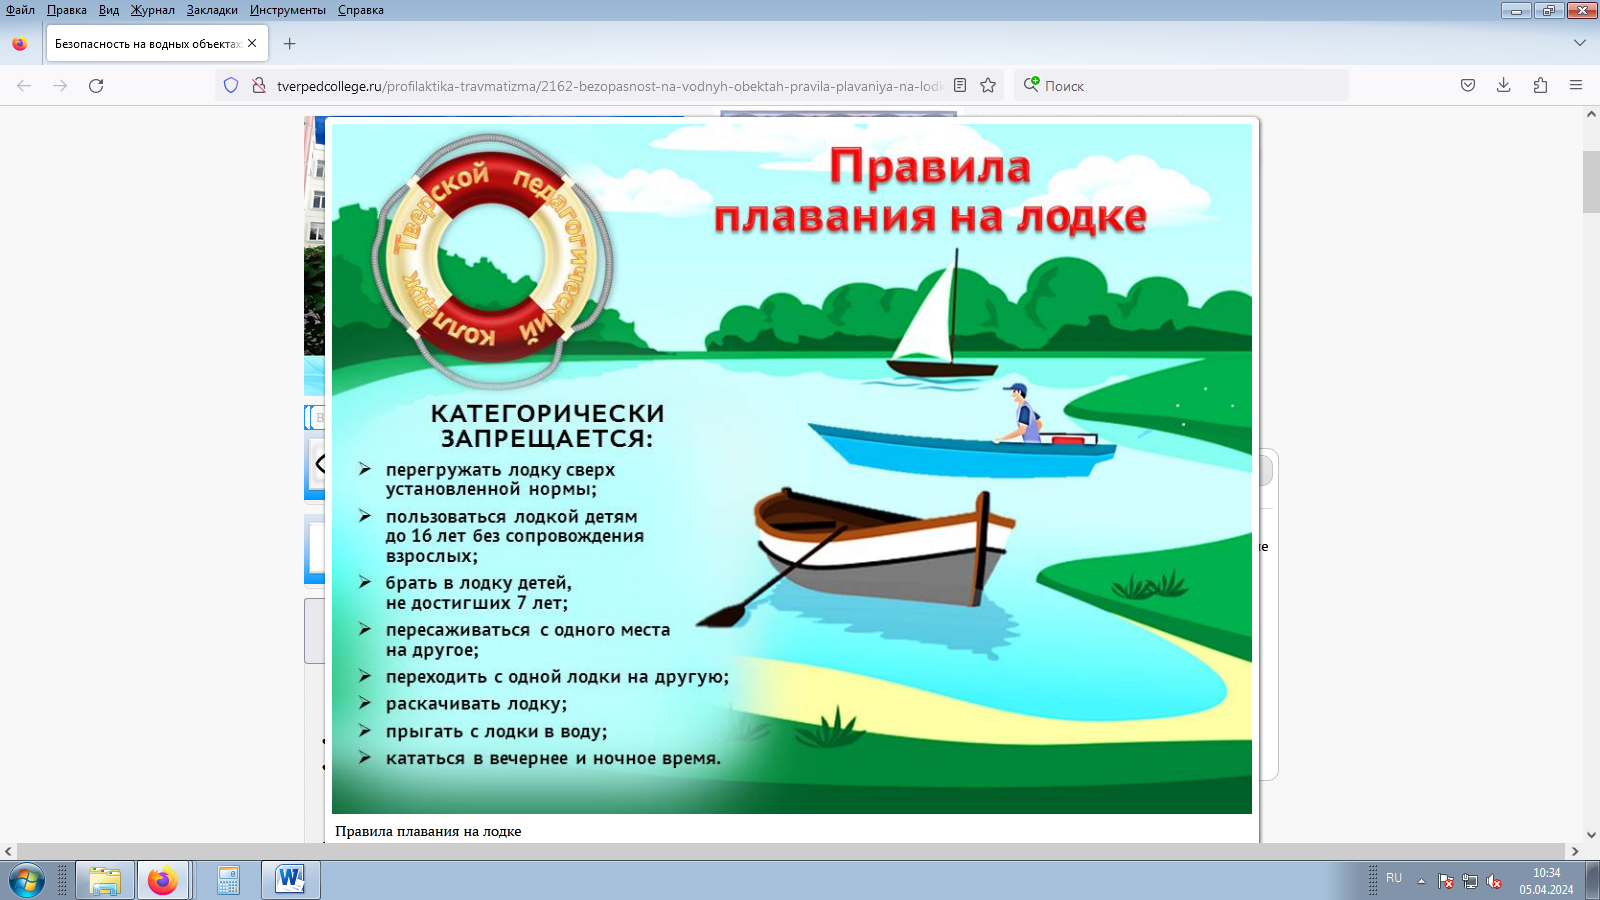 Файл Правка Вид Журнал Закладки Инструменты Справка
Безопасность на водных объектах
tverpedcollege.ru/profilaktika-travmatizma/2162-bezopasnost-na-vodnyh-obektah-pravila-plavaniya-na-lodk
Поиск
Тверской педагогический колледж
Правила
плавания на лодке
КАТЕГОРИЧЕСКИ
ЗАПРЕЩАЕТСЯ:
перегружать лодку сверх
установленной нормы;
пользоваться лодкой детям
до 16 лет без сопровождения
взрослых;
брать в лодку детей,
не достигших 7 лет;
пересаживаться с одного места
на другое;
переходить с одной лодки на другую;
раскачивать лодку;
прыгать с лодки в воду;
кататься в вечернее и ночное время.
Правила плавания на лодке
RU
10:34
05.04.2024